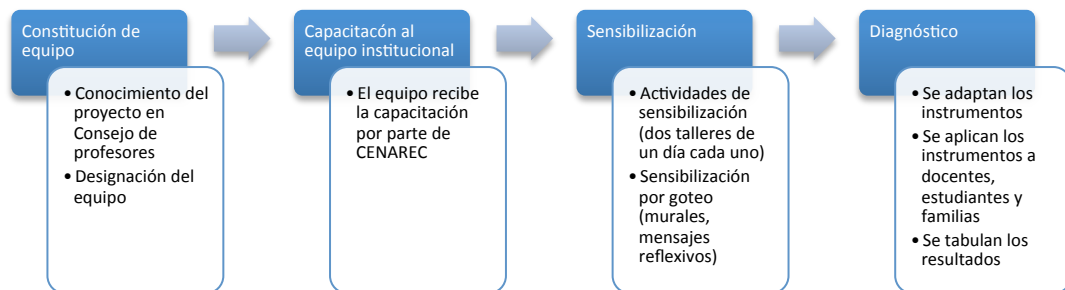 Constitución de
equipo
• Conocimiento del
proyecto en
Consejo de
profesores
• Designación del
equipo
Capacitacón al
equipo institucional
• El equipo recibe
la capacitación
por parte de
CENAREC
Sensibilización
• Actividades de
sensibilización
(dos talleres de
un día cada uno)
• Sensibilización
por goteo
(murales,
mensajes
reflexivos)
Diagnóstico
• Se adaptan los
instrumentos
• Se aplican los
instrumentos a
docentes,
estudiantes y
familias
• Se tabulan los
resultados